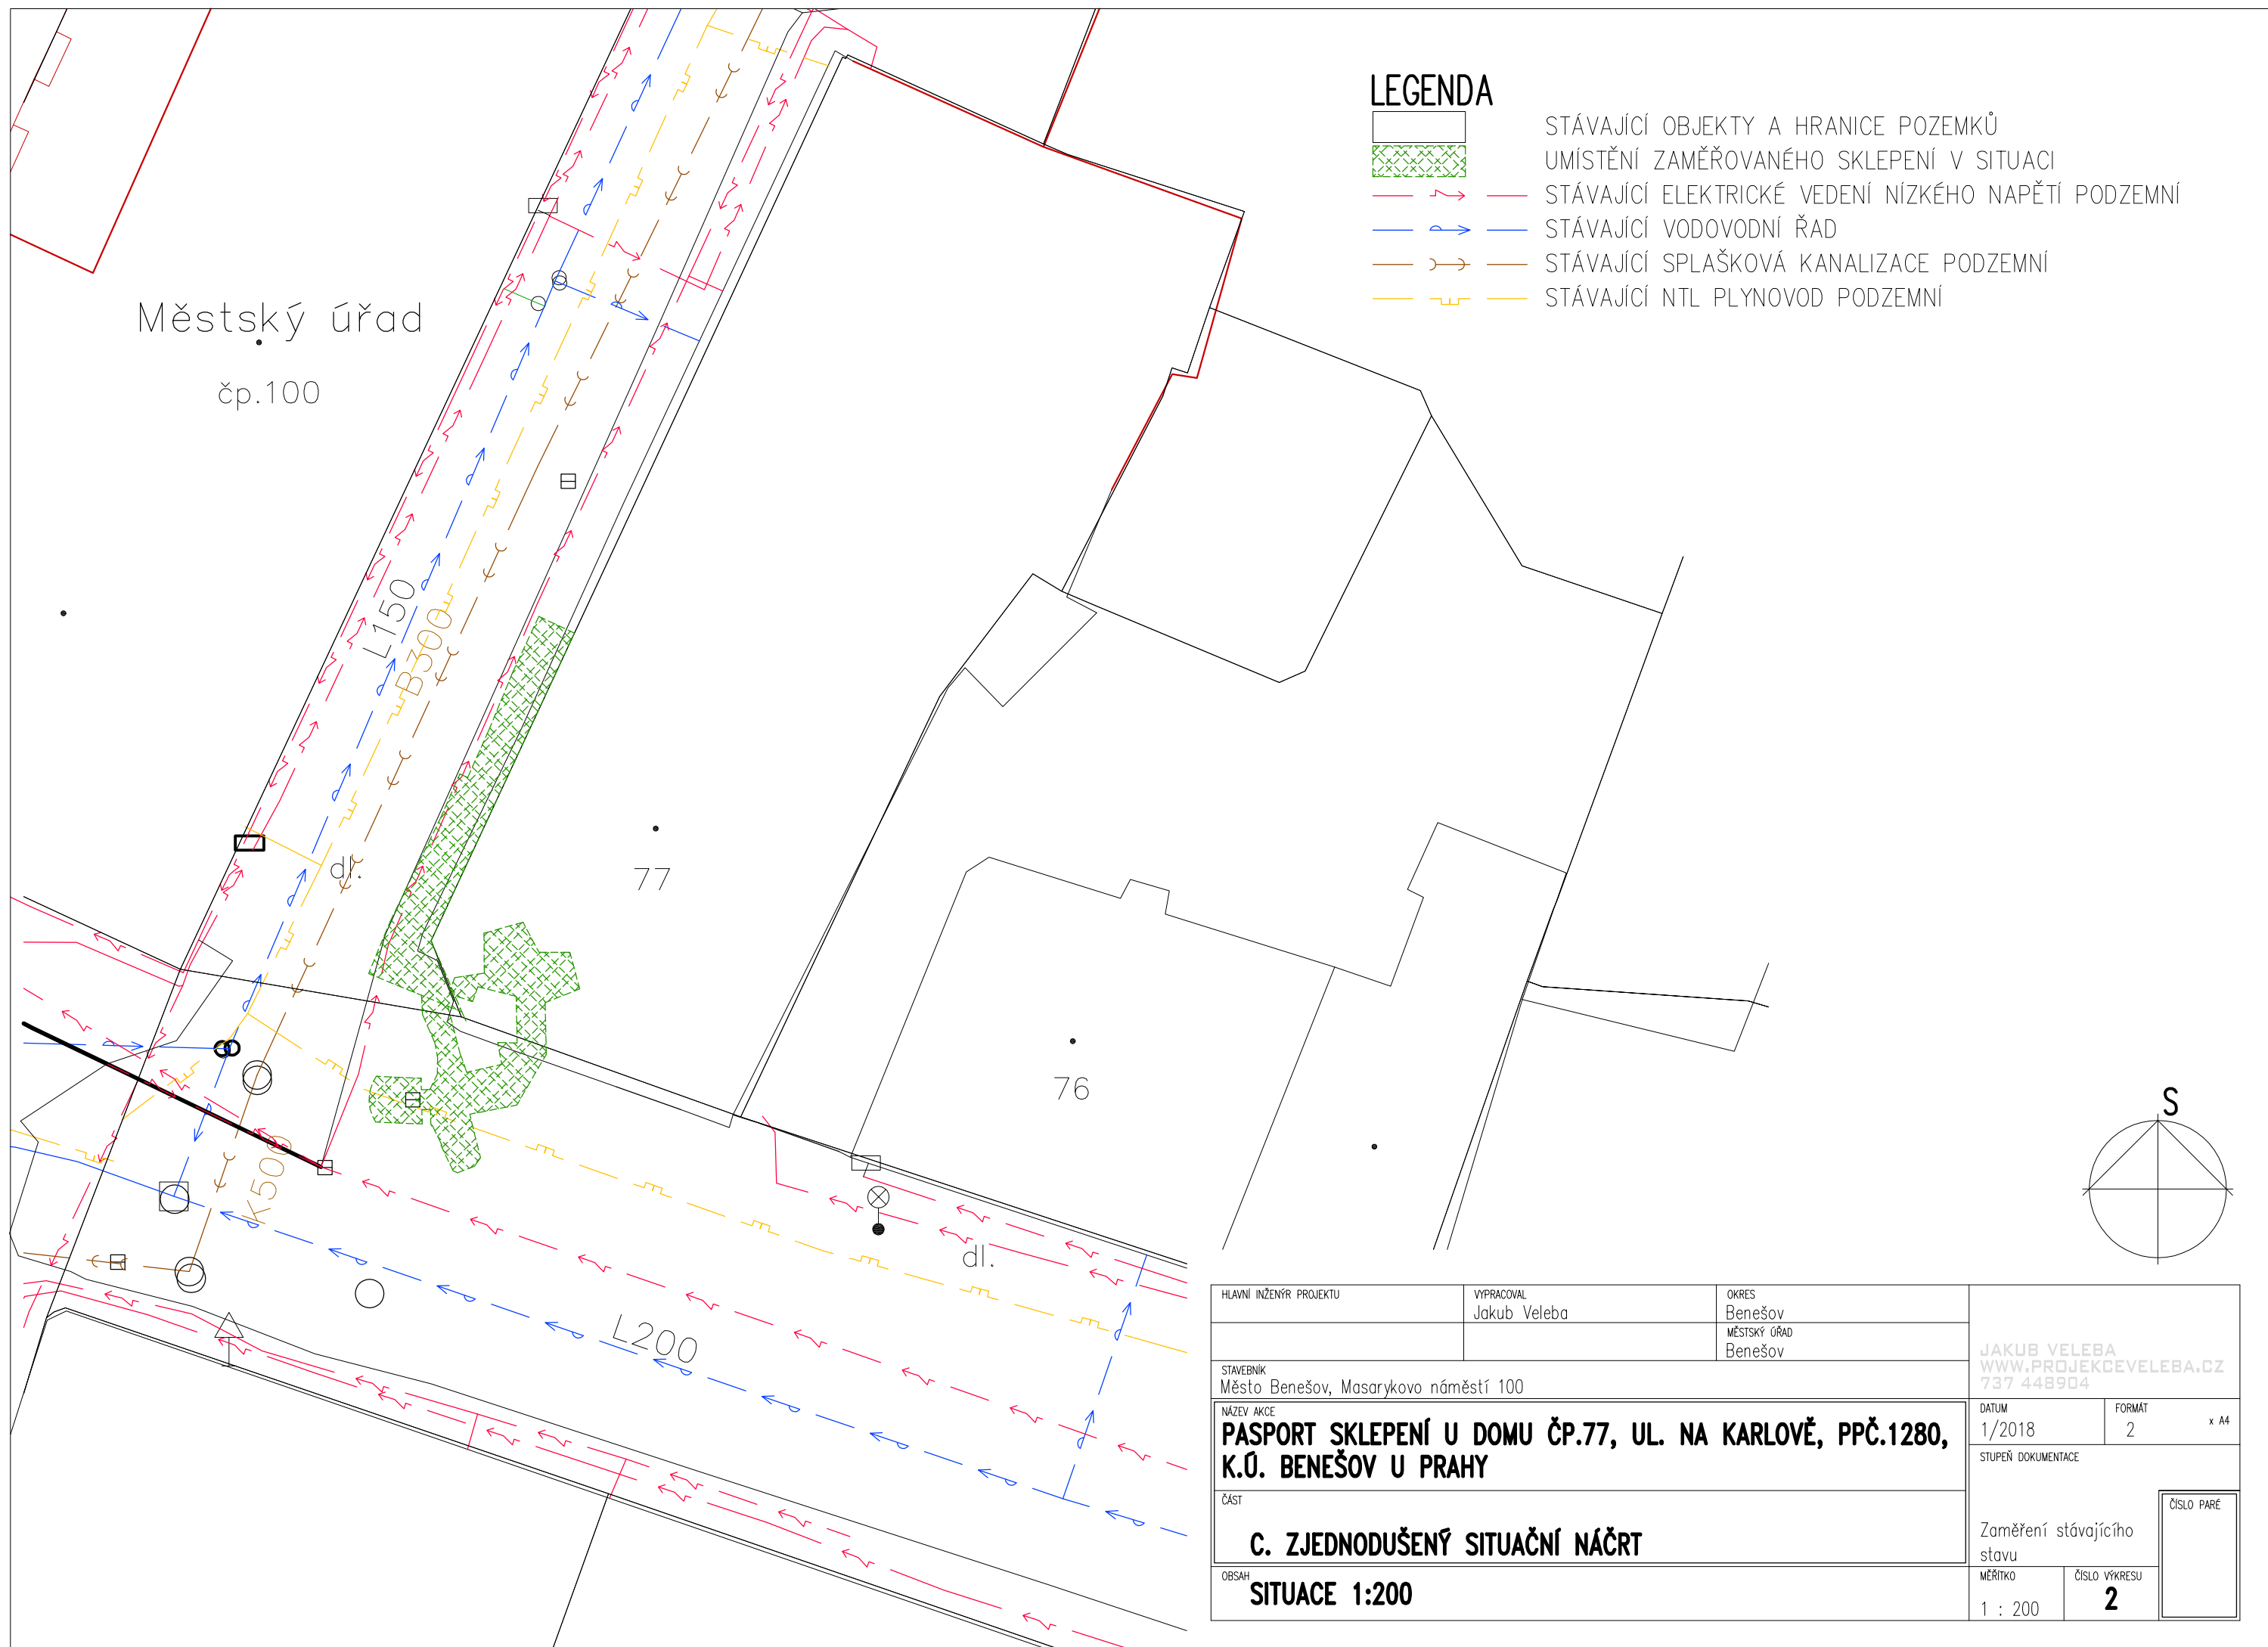 LEGENDA
STÁVAJÍCÍ OBJEKTY A HRANICE POZEMKŮ
UMÍSTĚNÍ ZAMĚŘOVANÉHO SKLEPENÍ V SITUACI
STÁVAJÍCÍ ELEKTRICKÉ VEDENÍ NÍZKÉHO NAPĚTÍ PODZEMNÍ
STÁVAJÍCÍ VODOVODNÍ ŘAD
STÁVAJÍCÍ SPLAŠKOVÁ KANALIZACE PODZEMNÍ
STÁVAJÍCÍ NTL PLYNOVOD PODZEMNÍ
Městský úřad
čp.100
L150
B300
dl.
77
76
K500
dl.
L200
S
HLAVNÍ INŽENÝR PROJEKTU
VYPRACOVAL
Jakub Veleba
OKRES
Benešov
MĚSTSKÝ ÚŘAD
Benešov
STAVEBNÍK
Město Benešov, Masarykovo náměstí 100
JAKUB VELEBA
WWW.PROJEKCEVELEBA.CZ
737 448904
NÁZEV AKCE
PASPORT SKLEPENÍ U DOMU ČP.77, UL. NA KARLOVĚ, PPČ.1280,
K.Ú. BENEŠOV U PRAHY
DATUM
1/2018
FORMÁT
2 x A4
STUPEŇ DOKUMENTACE
Zaměření stávajícího
stavu
ČÍSLO PARÉ
ČÁST
C. ZJEDNODUŠENÝ SITUAČNÍ NÁČRT
OBSAH
SITUACE 1:200
MĚŘÍTKO
1 : 200
ČÍSLO VÝKRESU
2